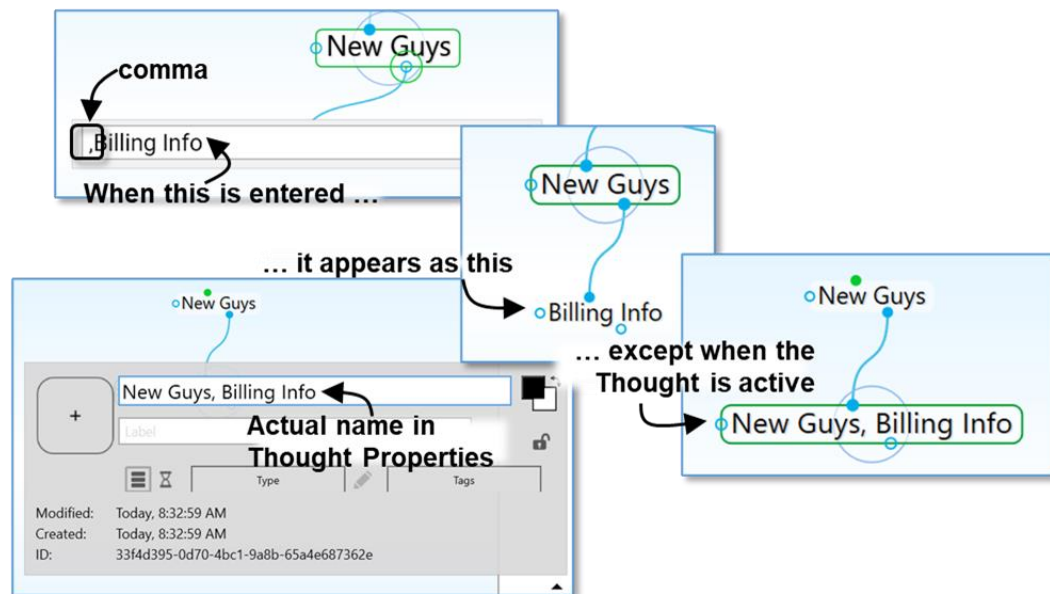 New Guys
comma
,Billing Info
When this is entered ...
New Guys
... it appears as this
Billing Info
New Guys
... except when the
Thought is active
New Guys, Billing Info
New Guys
New Guys, Billing Info
+
Label
Actual name in
Thought Properties
Type
Tags
Modified: Today, 8:32:59 AM
Created: Today, 8:32:59 AM
ID: 33f4d395-0d70-4bc1-9a8b-65a4e687362e